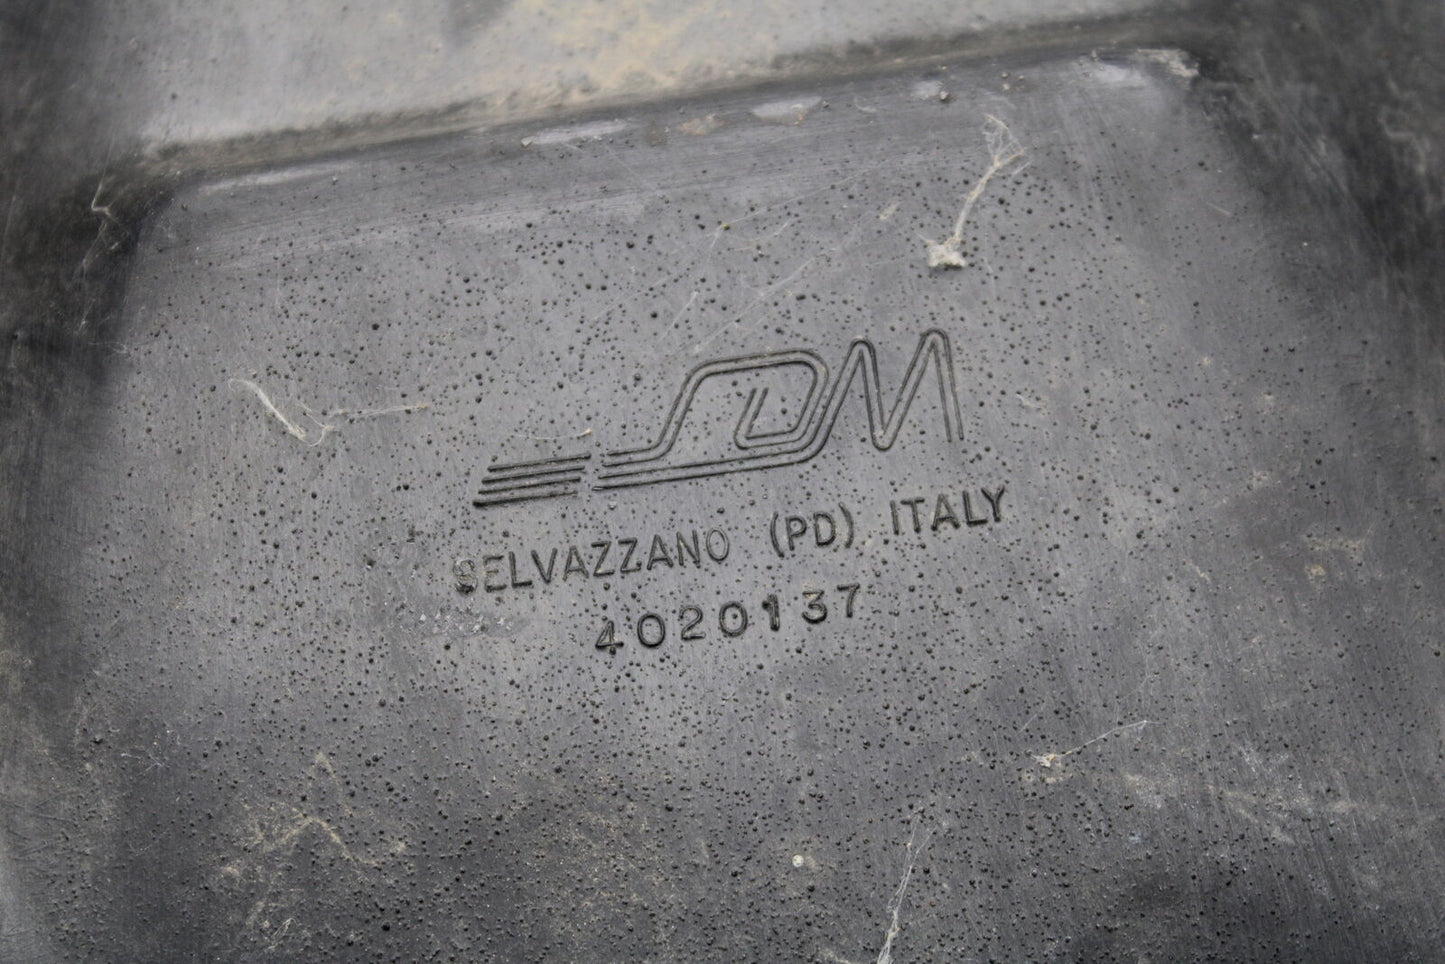 SDM
SELVAZZANO (PD) ITALY
4020137